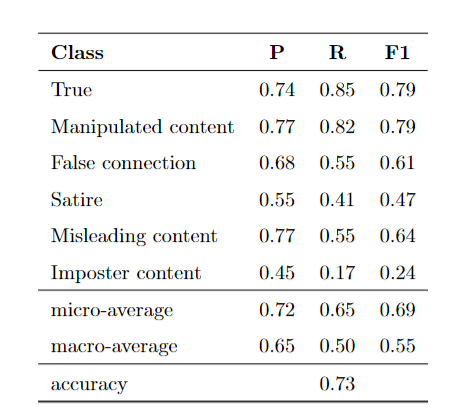 Class P R F1
True 0.74 0.85 0.79
Manipulated content 0.77 0.82 0.79
False connection 0.68 0.55 0.61
Satire 0.55 0.41 0.47
Misleading content 0.77 0.55 0.64
Imposter content 0.45 0.17 0.24
micro-average 0.72 0.65 0.69
macro-average 0.65 0.50 0.55
accuracy 0.73